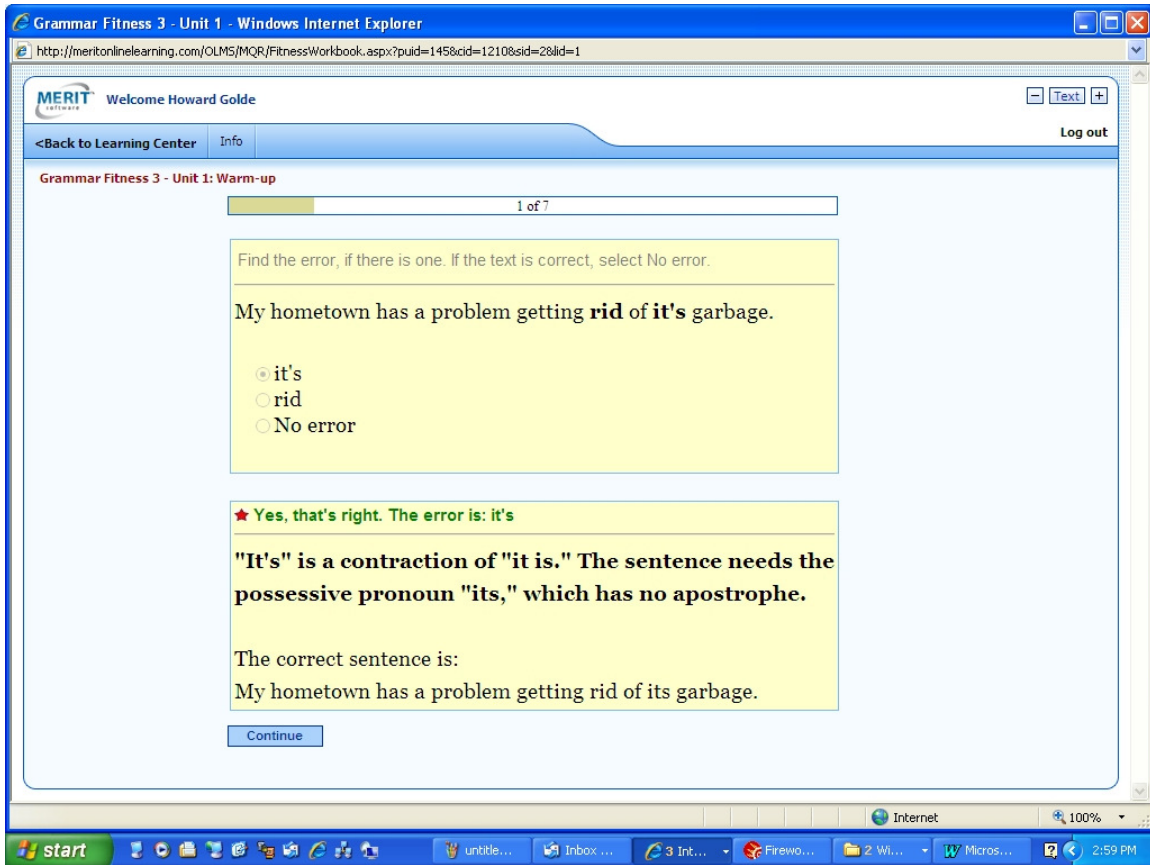 Grammar Fitness 3 - Unit 1 - Windows Internet Explorer
http://meritonlinelearning.com/OLMS/MQR/FitnessWorkbook.aspx?puid=145&cid=1210&sid=2&lid=1
MERIT software Welcome Howard Golde - Text +
<Back to Learning Center Info Log out
Grammar Fitness 3 - Unit 1: Warm-up
1 of 7
Find the error, if there is one. If the text is correct, select No error.
My hometown has a problem getting rid of it's garbage.
it's
rid
No error
Yes, that's right. The error is: it's
"It's" is a contraction of "it is." The sentence needs the
possessive pronoun "its," which has no apostrophe.
The correct sentence is:
My hometown has a problem getting rid of its garbage.
Continue
Internet 100%
start untitle... Inbox ... 3 Int... Firewo... 2 Wi... Micros... 2:59 PM